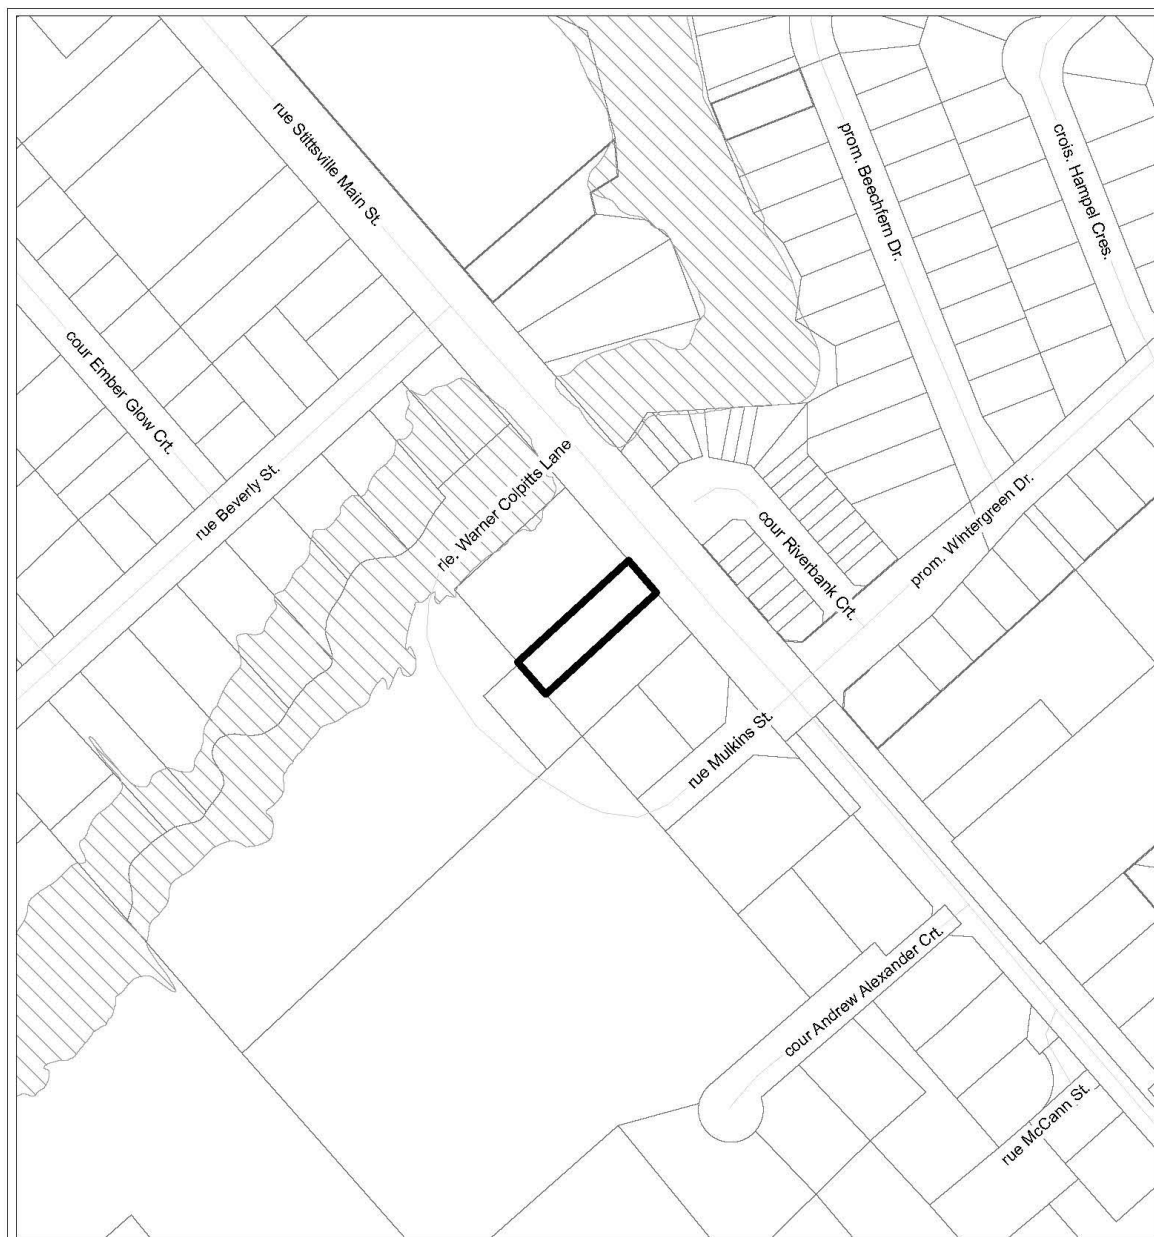 rue Stittsville Main St.
prom. Beechfern Dr.
crois. Hampel Cres.
cour Ember Glow Crt.
rue Beverly St.
rle. Warner Colpitts Lane
cour Riverbank Crt.
prom. Wintergreen Dr.
rue Mulkins St.
cour Andrew Alexander Crt.
rue McCann St.